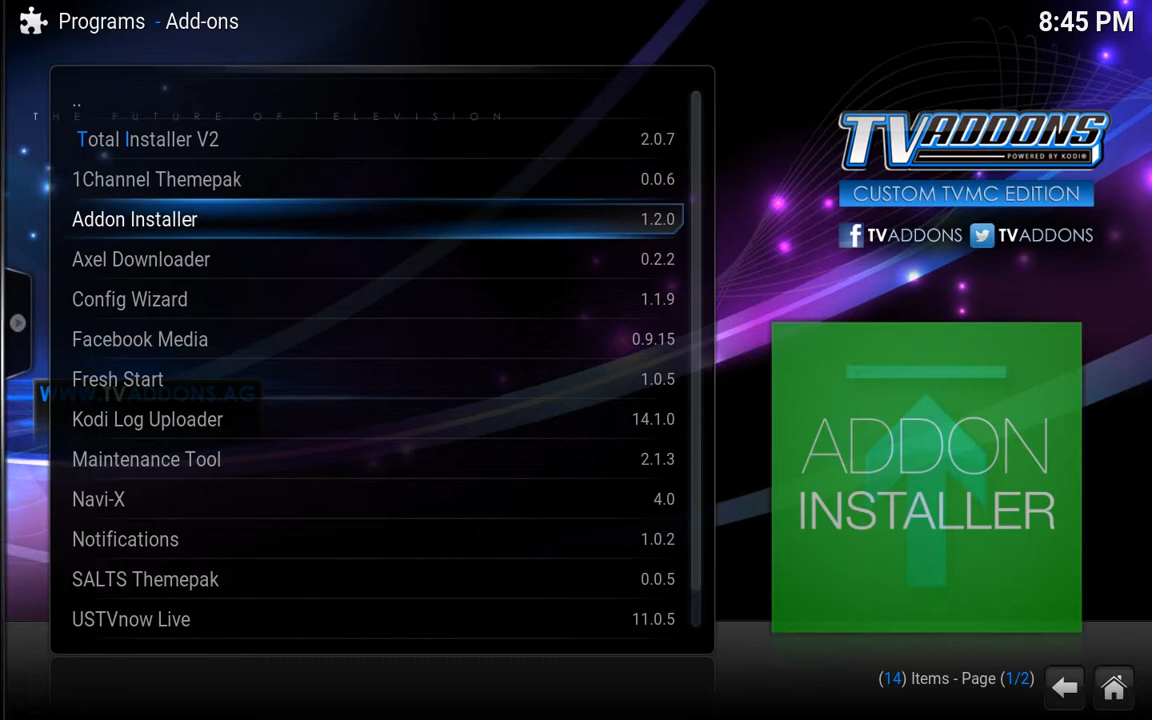 Programs - Add-ons
8:45 PM
..
THE FUTURE OF TELEVISION
Total Installer V2 2.0.7
1Channel Themepak 0.0.6
Addon Installer 1.2.0
Axel Downloader 0.2.2
Config Wizard 1.1.9
Facebook Media 0.9.15
Fresh Start 1.0.5
WWW.TVADDONS.AG
Kodi Log Uploader 14.1.0
Maintenance Tool 2.1.3
Navi-X 4.0
Notifications 1.0.2
SALTS Themepak 0.0.5
USTVnow Live 11.0.5
TVADDONS
POWERED BY KODI®
CUSTOM TVMC EDITION
f TVADDONS TVADDONS
ADDON
INSTALLER
(14) Items - Page (1/2)